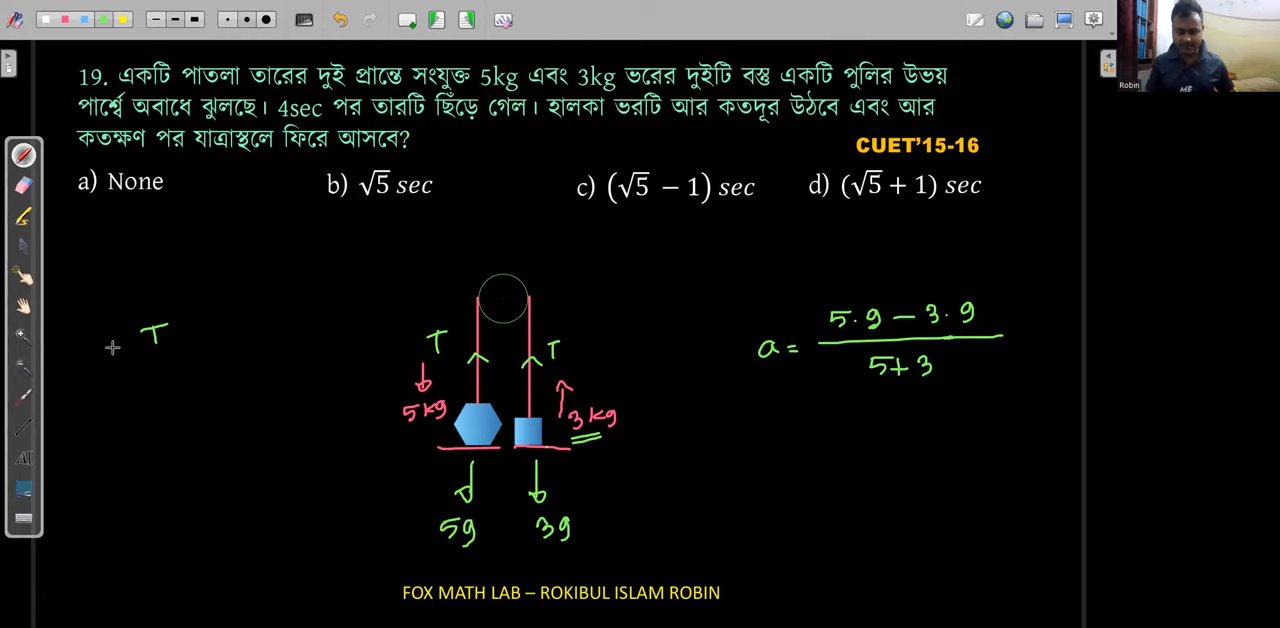 Robin
ME
19. একটি পাতলা তারের দুই প্রান্তে সংযুক্ত 5kg এবং 3kg ভরের দুইটি বস্তু একটি পুলির উভয়
পার্শ্বে অবাধে ঝুলছে। 4sec পর তারটি ছিঁড়ে গেল। হালকা ভরটি আর কতদূর উঠবে এবং আর
কতক্ষণ পর যাত্রাস্থলে ফিরে আসবে?
CUET'15-16
a) None b) √5 sec c) (√5 − 1) sec d) (√5 + 1) sec
T
T T
5kg 3kg
5g 3g
a = (5·g − 3·g)/(5+3)
FOX MATH LAB – ROKIBUL ISLAM ROBIN